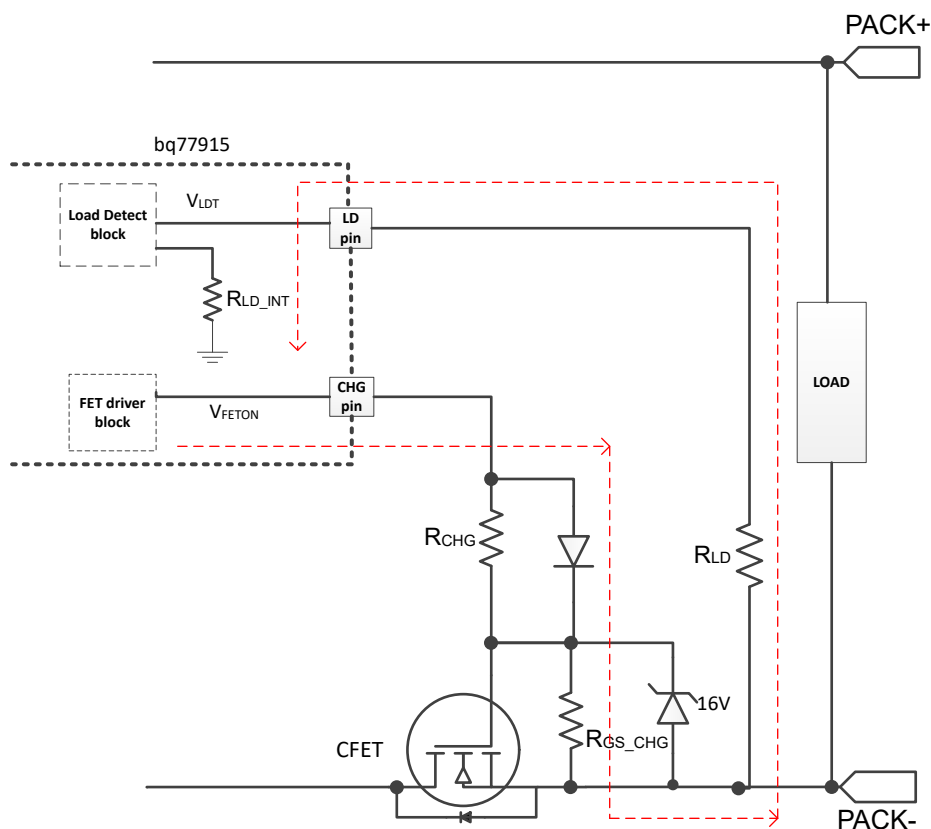 PACK+
bq77915
Load Detect
block
VLDT
LD
pin
RLD_INT
FET driver
block
VFETON
CHG
pin
LOAD
RCHG
RLD
16V
RGS_CHG
CFET
PACK-